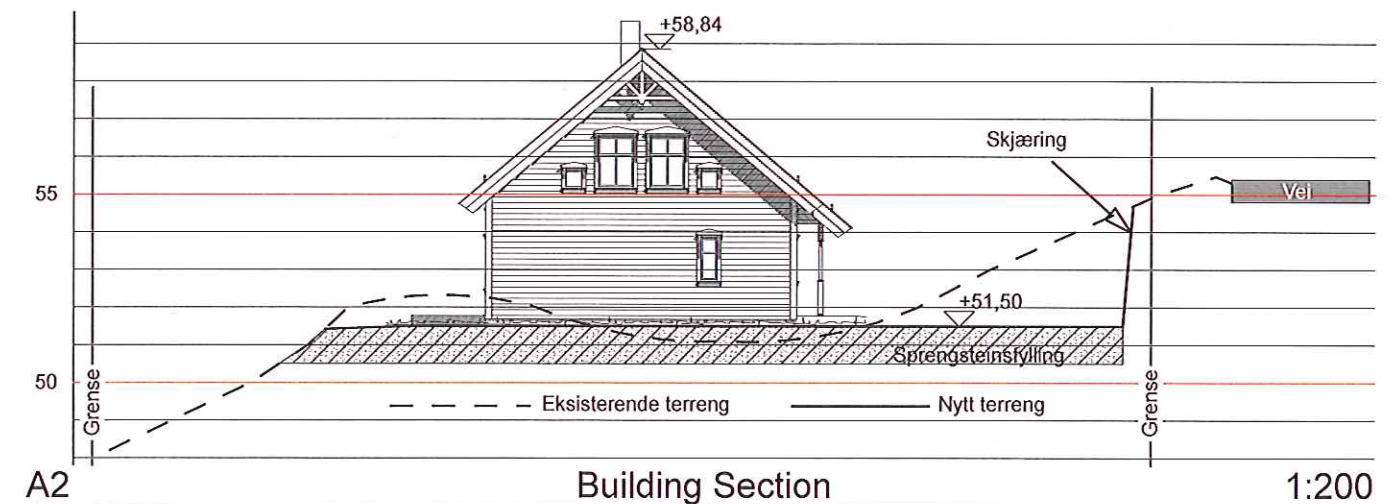 +58,84
Skjæring
55
Vei
+51,50
Sprengsteinsfylling
50
Grense
Eksisterende terreng
Nytt terreng
Grense
A2
Building Section
1:200